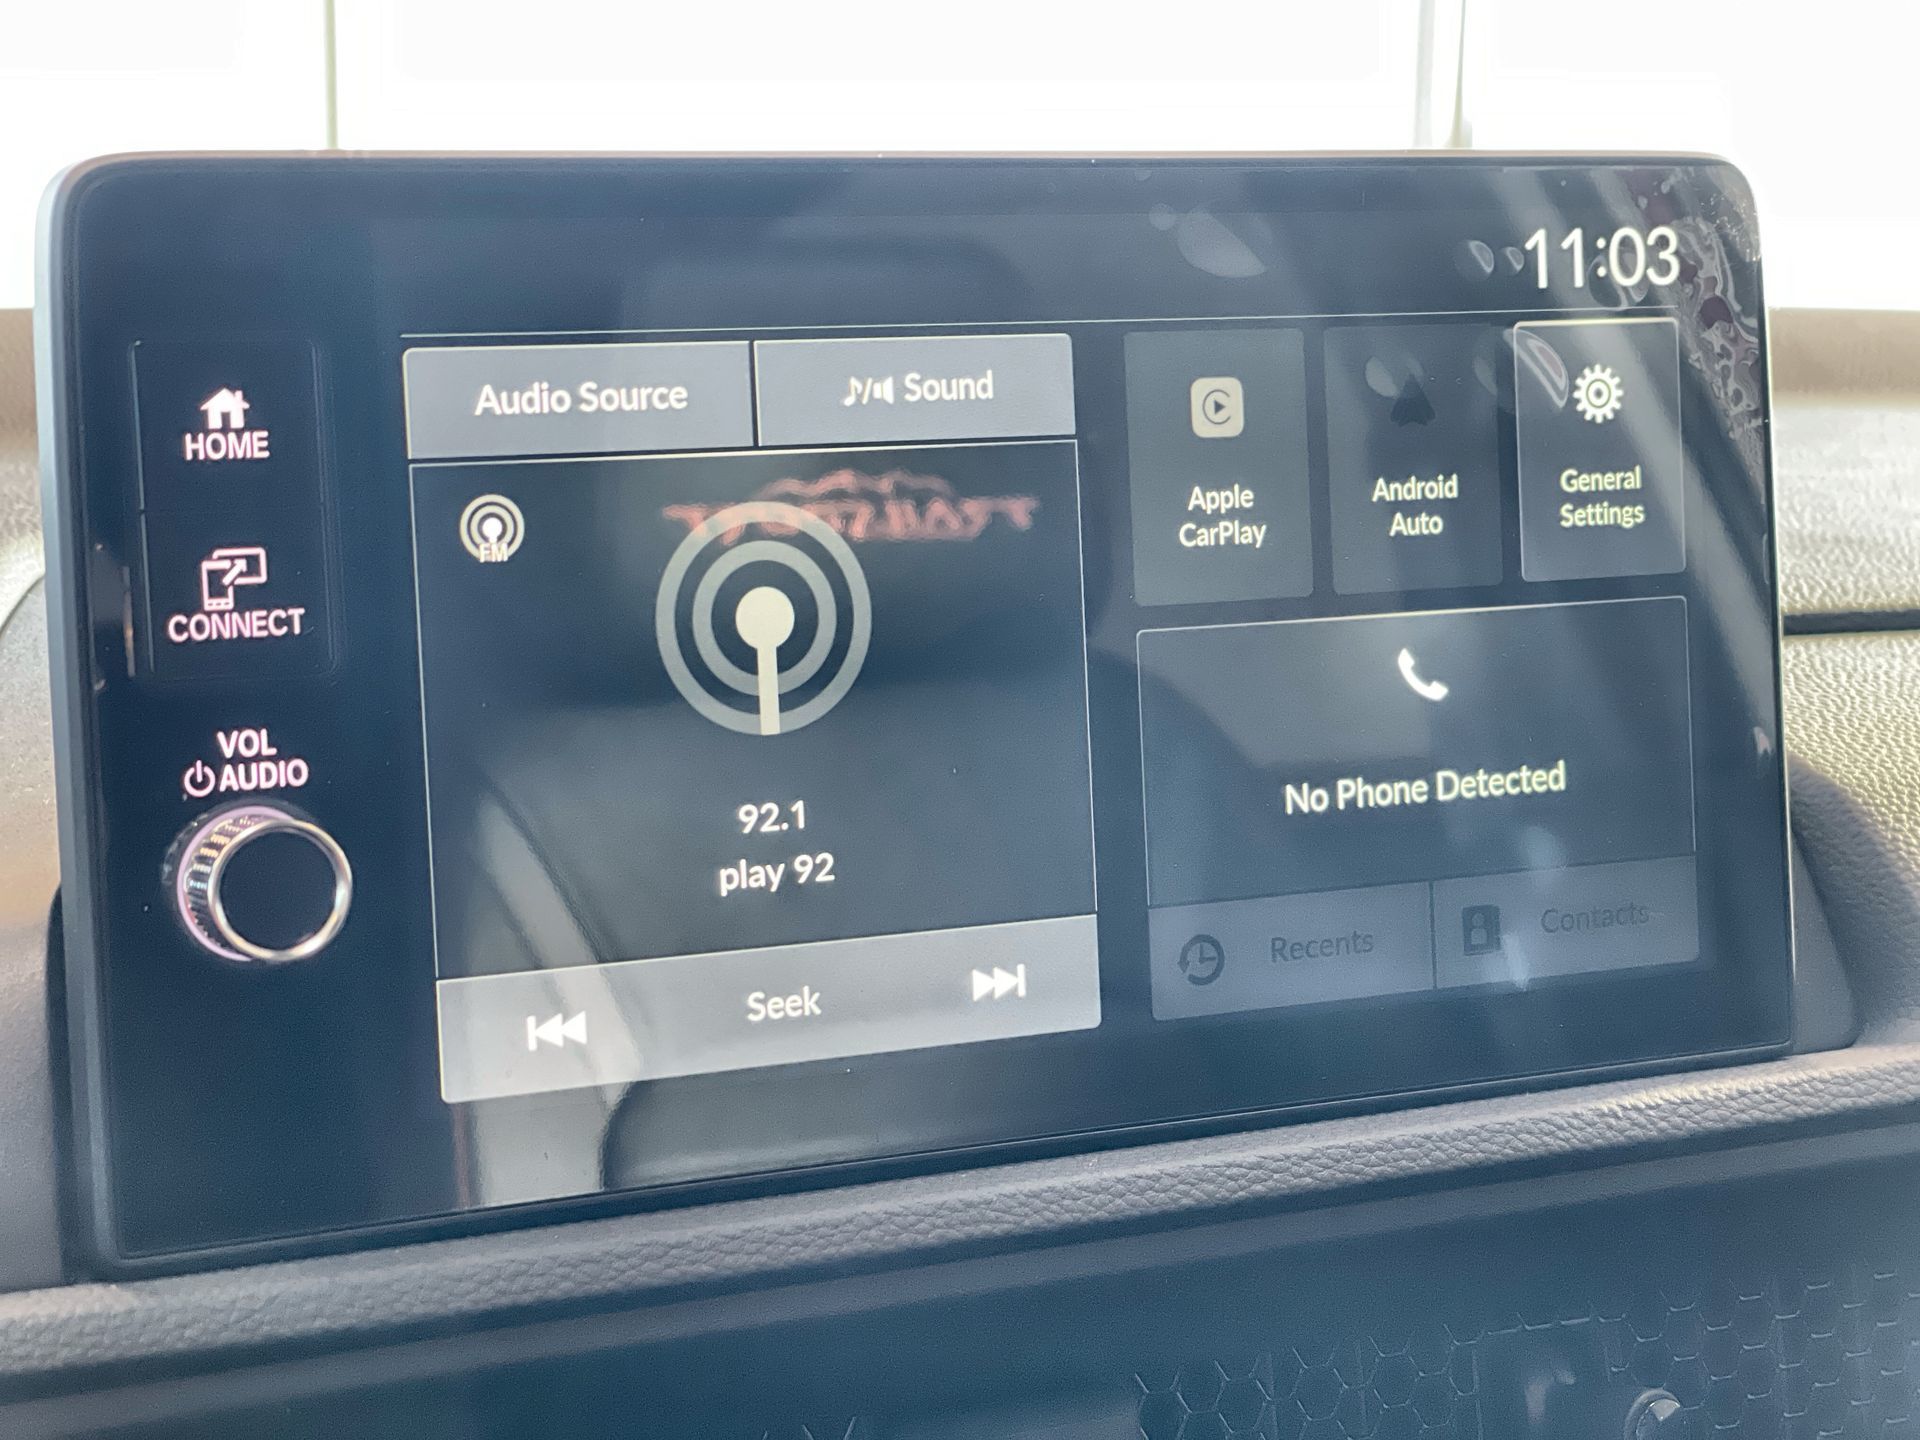 11:03
HOME
CONNECT
VOL
AUDIO
Audio Source
Sound
FM
92.1
play 92
Seek
Apple
CarPlay
Android
Auto
General
Settings
No Phone Detected
Recents
Contacts